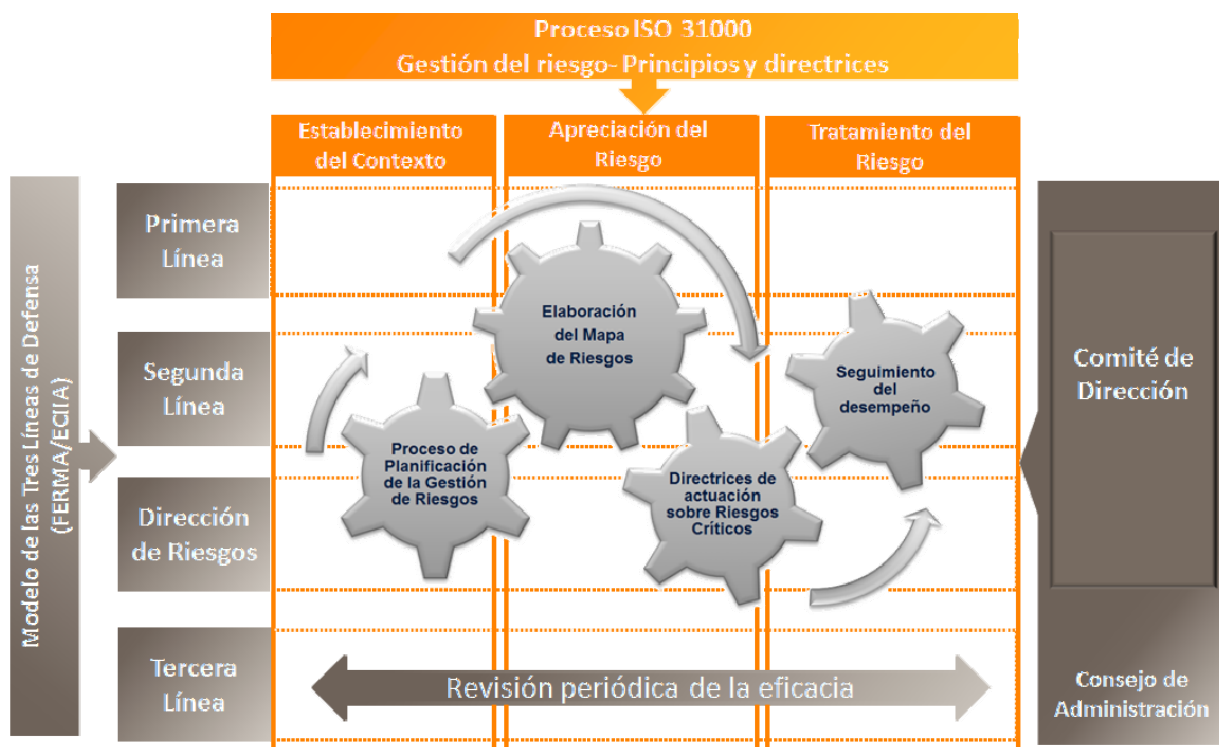 Proceso ISO 31000
Gestión del riesgo- Principios y directrices
Establecimiento
del Contexto
Apreciación del
Riesgo
Tratamiento del
Riesgo
Modelo de las Tres Líneas de Defensa
(FERMA/ECIIA)
Primera
Línea
Segunda
Línea
Dirección
de Riesgos
Tercera
Línea
Proceso de
Planificación
de la Gestión
de Riesgos
Elaboración
del Mapa
de Riesgos
Directrices de
actuación
sobre Riesgos
Críticos
Seguimiento
del
desempeño
Revisión periódica de la eficacia
Comité de
Dirección
Consejo de
Administración